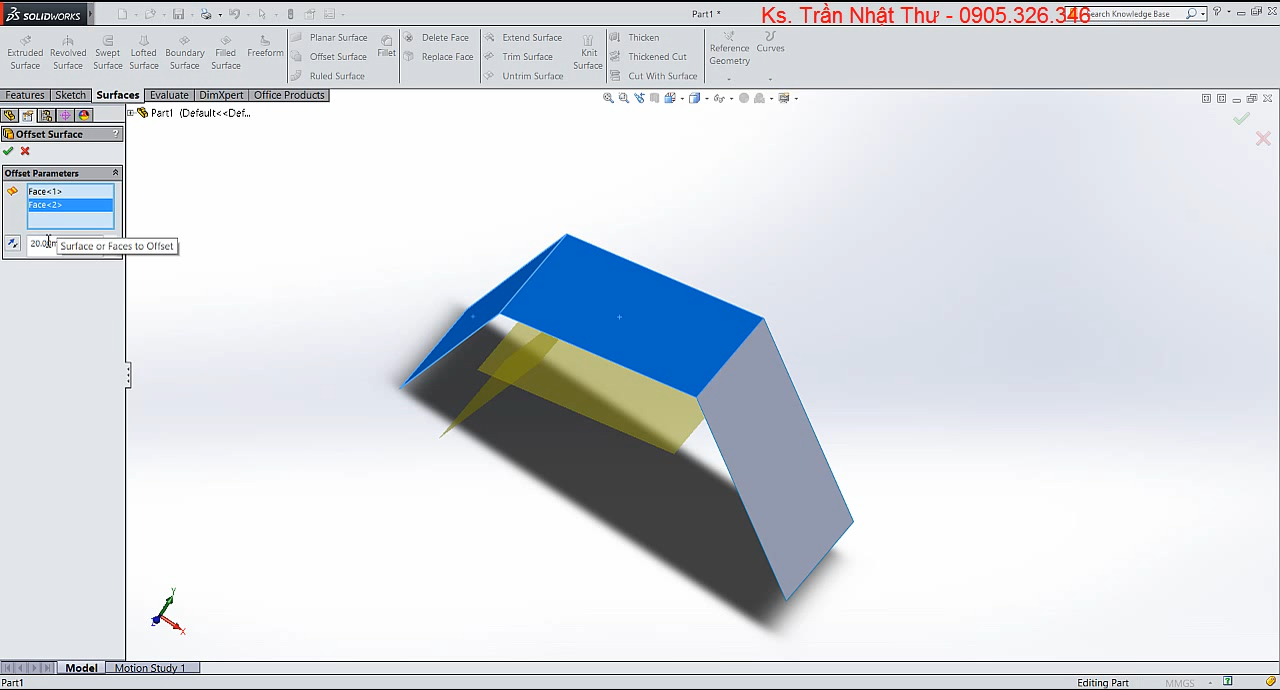 SOLIDWORKS
Part1 *
Ks. Trần Nhật Thư - 0905.326.346
Search Knowledge Base
Extruded Surface
Revolved Surface
Swept Surface
Lofted Surface
Boundary Surface
Filled Surface
Freeform
Planar Surface
Offset Surface
Ruled Surface
Fillet
Delete Face
Replace Face
Extend Surface
Trim Surface
Untrim Surface
Knit Surface
Thicken
Thickened Cut
Cut With Surface
Reference Geometry
Curves
Features
Sketch
Surfaces
Evaluate
DimXpert
Office Products
Part1 (Default<<Def...
Offset Surface
?
Offset Parameters
Face<1>
Face<2>
Surface or Faces to Offset
Y
X
Z
Model
Motion Study 1
Part1
Editing Part
MMGS